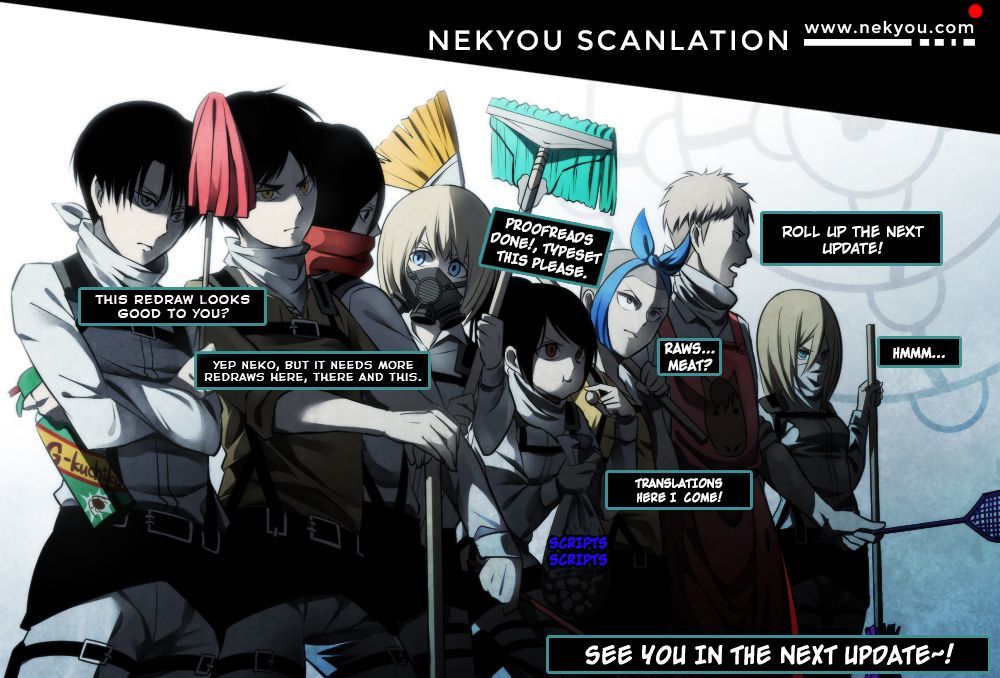 NEKYOU SCANLATION
www.nekyou.com
PROOFREADS
DONE!, TYPESET
THIS PLEASE.
ROLL UP THE NEXT
UPDATE!
THIS REDRAW LOOKS
GOOD TO YOU?
YEP NEKO, BUT IT NEEDS MORE
REDRAWS HERE, THERE AND THIS.
RAWS...
MEAT?
HMMM...
G-kuchiku
TRANSLATIONS
HERE I COME!
SCRIPTS
SCRIPTS
SEE YOU IN THE NEXT UPDATE~!